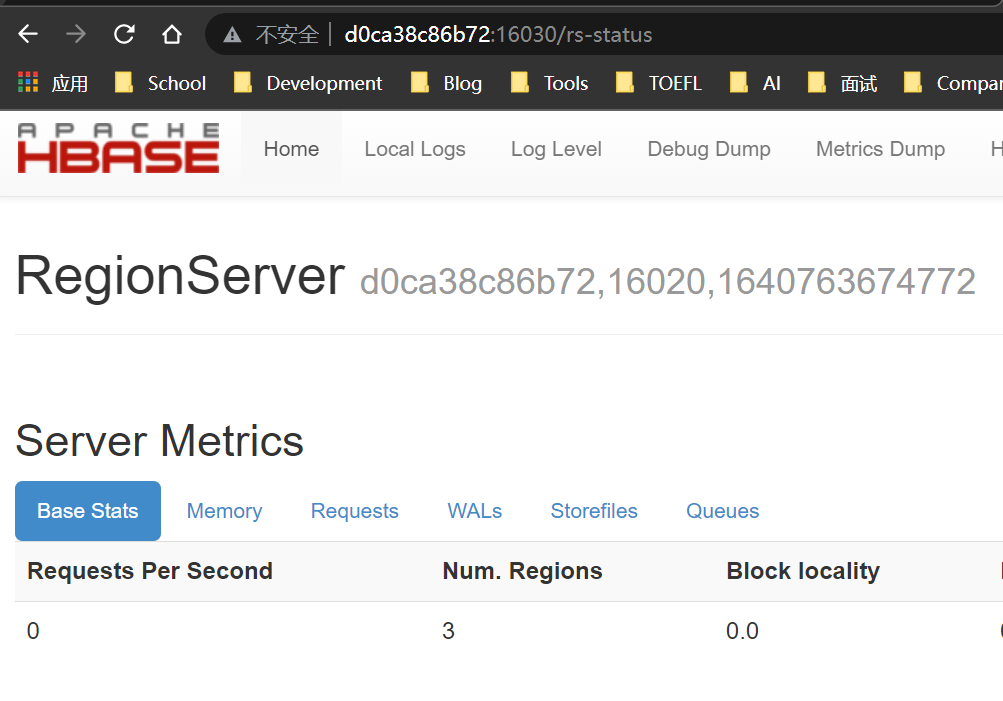 不安全 d0ca38c86b72:16030/rs-status
应用 School Development Blog Tools TOEFL AI 面试 Compar
APACHE
HBASE
Home Local Logs Log Level Debug Dump Metrics Dump H
RegionServer d0ca38c86b72,16020,1640763674772
Server Metrics
Base Stats Memory Requests WALs Storefiles Queues
Requests Per Second Num. Regions Block locality
0 3 0.0